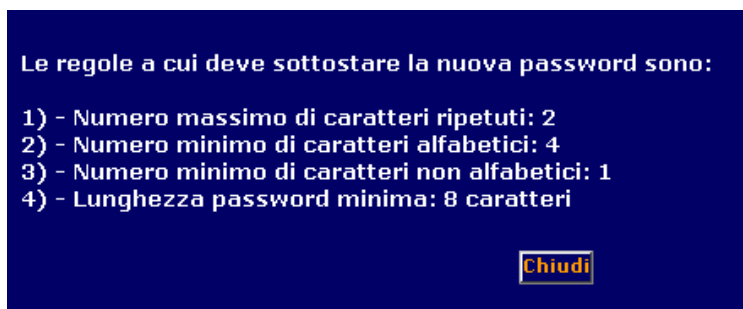 Le regole a cui deve sottostare la nuova password sono:
1) - Numero massimo di caratteri ripetuti: 2
2) - Numero minimo di caratteri alfabetici: 4
3) - Numero minimo di caratteri non alfabetici: 1
4) - Lunghezza password minima: 8 caratteri
Chiudi